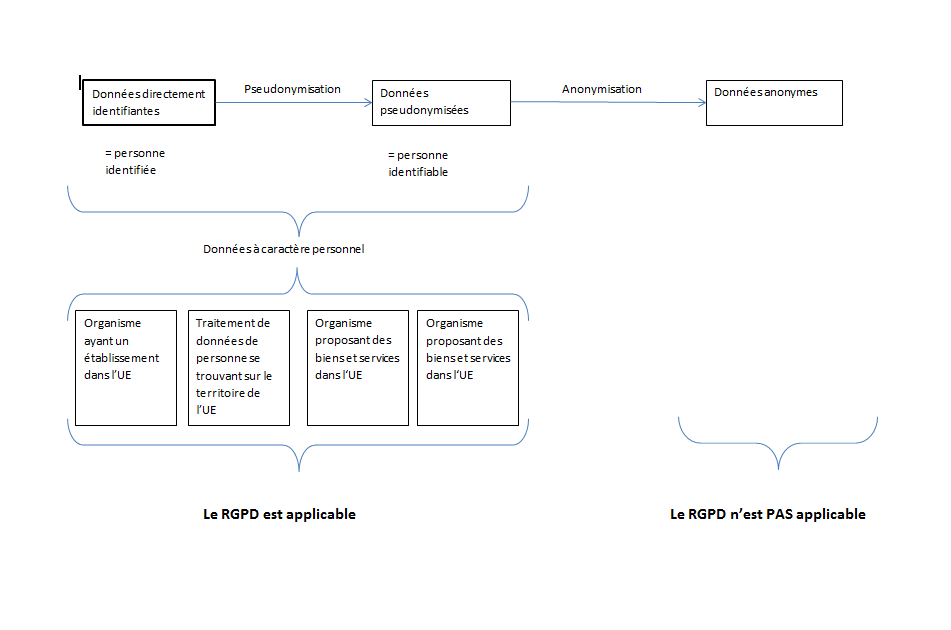 Pseudonymisation
Anonymisation
Données directement
identifiantes
Données
pseudonymisées
Données anonymes
= personne
identifiée
= personne
identifiable
Données à caractère personnel
Organisme
ayant un
établissement
dans l’UE
Traitement de
données de
personne se
trouvant sur le
territoire de
l’UE
Organisme
proposant des
biens et services
dans l’UE
Organisme
proposant des
biens et services
dans l’UE
Le RGPD est applicable
Le RGPD n’est PAS applicable